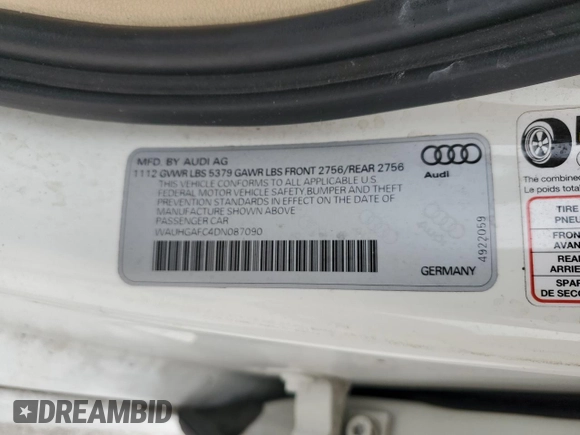 MFD. BY AUDI AG
1112 GVWR LBS 5379 GAWR LBS FRONT 2756/REAR 2756
THIS VEHICLE CONFORMS TO ALL APPLICABLE U.S.
FEDERAL MOTOR VEHICLE SAFETY BUMPER AND THEFT
PREVENTION STANDARDS IN EFFECT ON THE DATE OF
MANUFACTURE SHOWN ABOVE
PASSENGER CAR
WAUHGAFC4DN087090
Audi
4922059
GERMANY
The combined
Le poids total
TIRE
PNEU
FRON
AVAN
REA
ARRIE
SPAR
DE SECO
DREAMBID